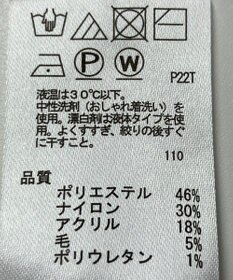 P
W
P22T
液温は30℃以下。
中性洗剤(おしゃれ着洗い)を
使用。漂白剤は液体タイプを使
用。よくすすぎ、絞りの後すぐ
に干すこと。
110
品質
ポリエステル 46%
ナイロン 30%
アクリル 18%
毛 5%
ポリウレタン 1%